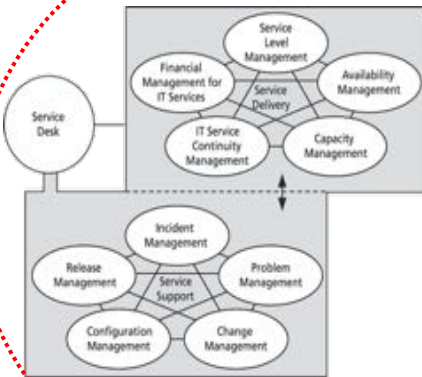 Service
Level
Management
Financial
Management for
IT Services
Availability
Management
Service
Delivery
Service
Desk
IT Service
Continuity
Management
Capacity
Management
Incident
Management
Release
Management
Problem
Management
Service
Support
Configuration
Management
Change
Management